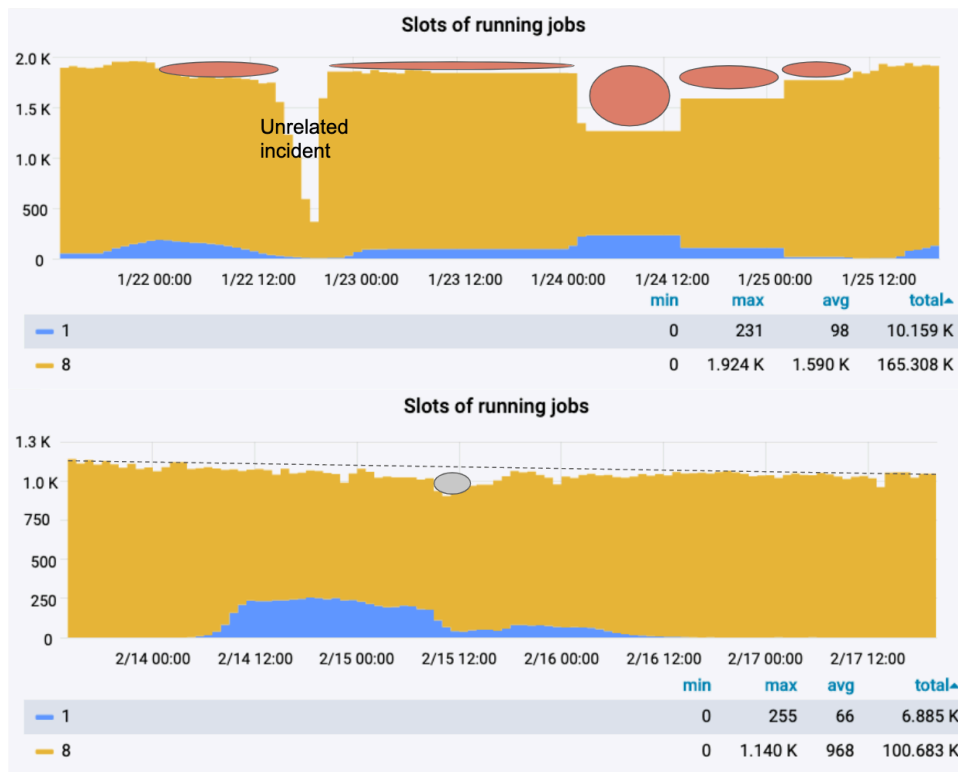 Slots of running jobs
2.0 K
1.5 K
1.0 K
500
0
Unrelated
incident
1/22 00:00 1/22 12:00 1/23 00:00 1/23 12:00 1/24 00:00 1/24 12:00 1/25 00:00 1/25 12:00
min max avg total
1 0 231 98 10.159 K
8 0 1.924 K 1.590 K 165.308 K
Slots of running jobs
1.3 K
1.0 K
750
500
250
0
2/14 00:00 2/14 12:00 2/15 00:00 2/15 12:00 2/16 00:00 2/16 12:00 2/17 00:00 2/17 12:00
min max avg total
1 0 255 66 6.885 K
8 0 1.140 K 968 100.683 K